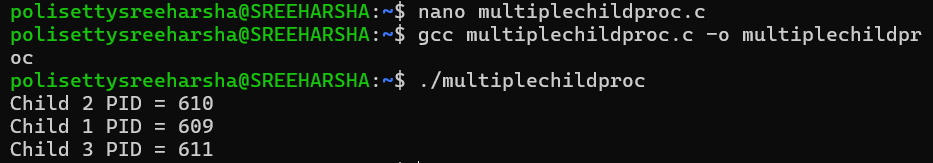 polisettysreeharsha@SREEHARSHA:~$ nano multiplechildproc.c
polisettysreeharsha@SREEHARSHA:~$ gcc multiplechildproc.c -o multiplechildpr
oc
polisettysreeharsha@SREEHARSHA:~$ ./multiplechildproc
Child 2 PID = 610
Child 1 PID = 609
Child 3 PID = 611